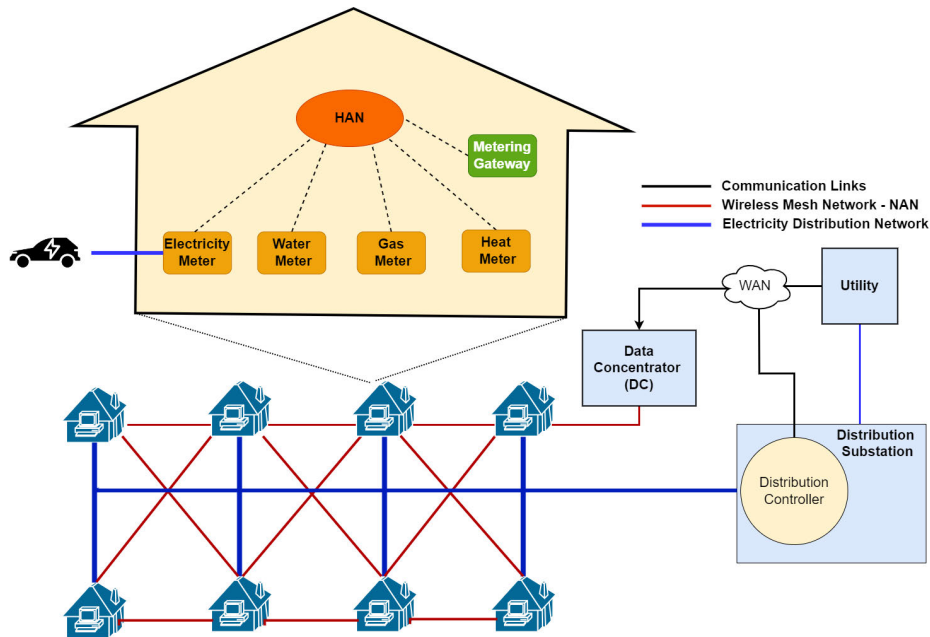 HAN
Metering
Gateway
Electricity
Meter
Water
Meter
Gas
Meter
Heat
Meter
Communication Links
Wireless Mesh Network - NAN
Electricity Distribution Network
WAN
Utility
Data
Concentrator
(DC)
Distribution
Substation
Distribution
Controller